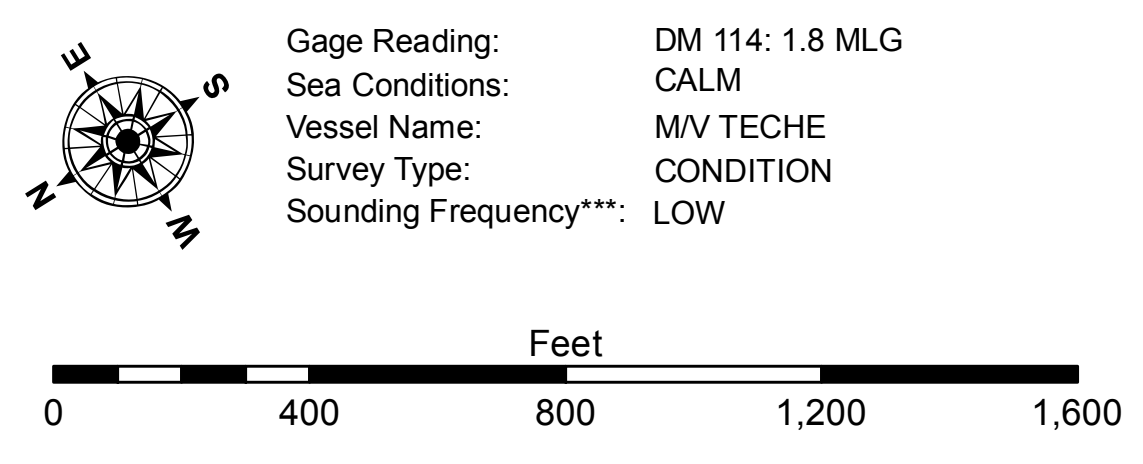 E
S
N
W
Gage Reading: DM 114: 1.8 MLG
Sea Conditions: CALM
Vessel Name: M/V TECHE
Survey Type: CONDITION
Sounding Frequency***: LOW
Feet
0 400 800 1,200 1,600